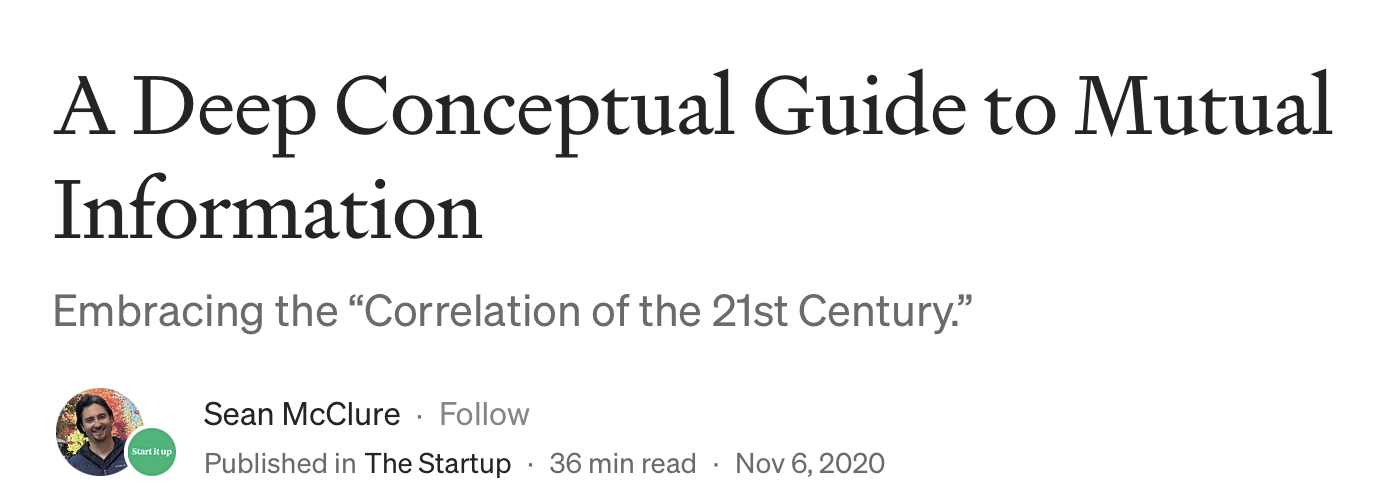 A Deep Conceptual Guide to Mutual
Information
Embracing the “Correlation of the 21st Century.”
Sean McClure · Follow
Start it up
Published in The Startup · 36 min read · Nov 6, 2020